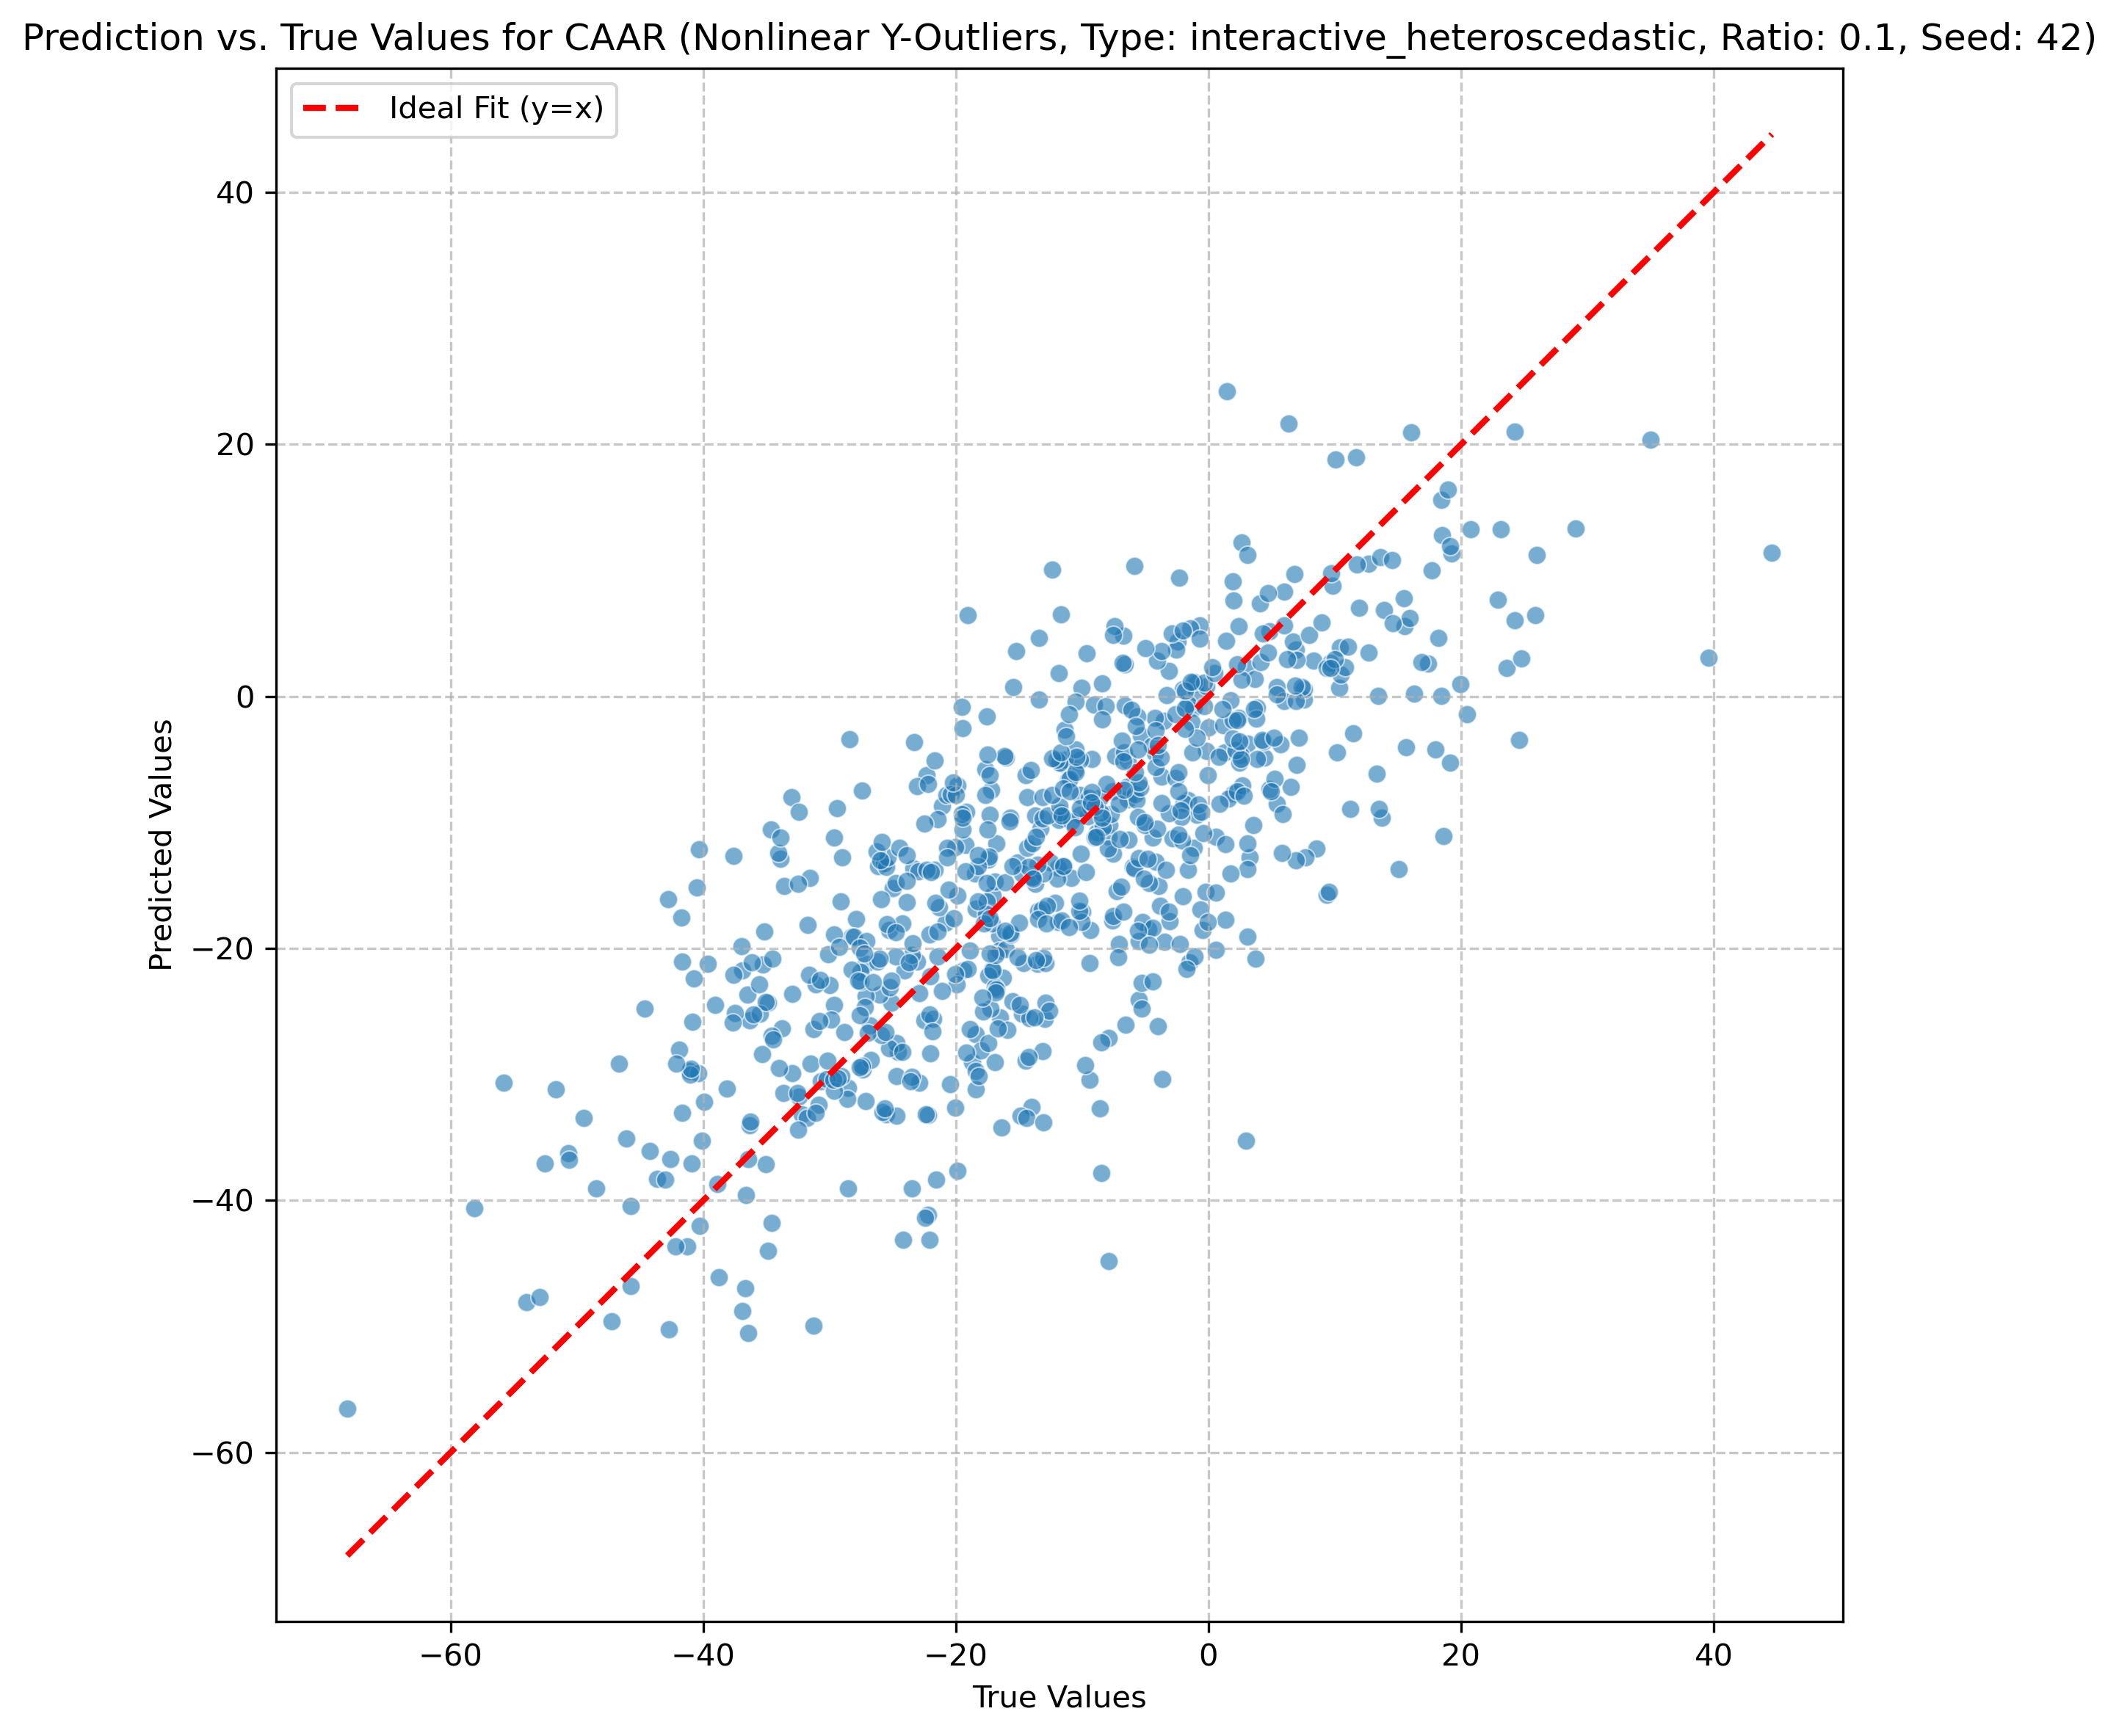 Prediction vs. True Values for CAAR (Nonlinear Y-Outliers, Type: interactive_heteroscedastic, Ratio: 0.1, Seed: 42)
Ideal Fit (y=x)
40
20
0
−20
−40
−60
Predicted Values
−60 −40 −20 0 20 40
True Values